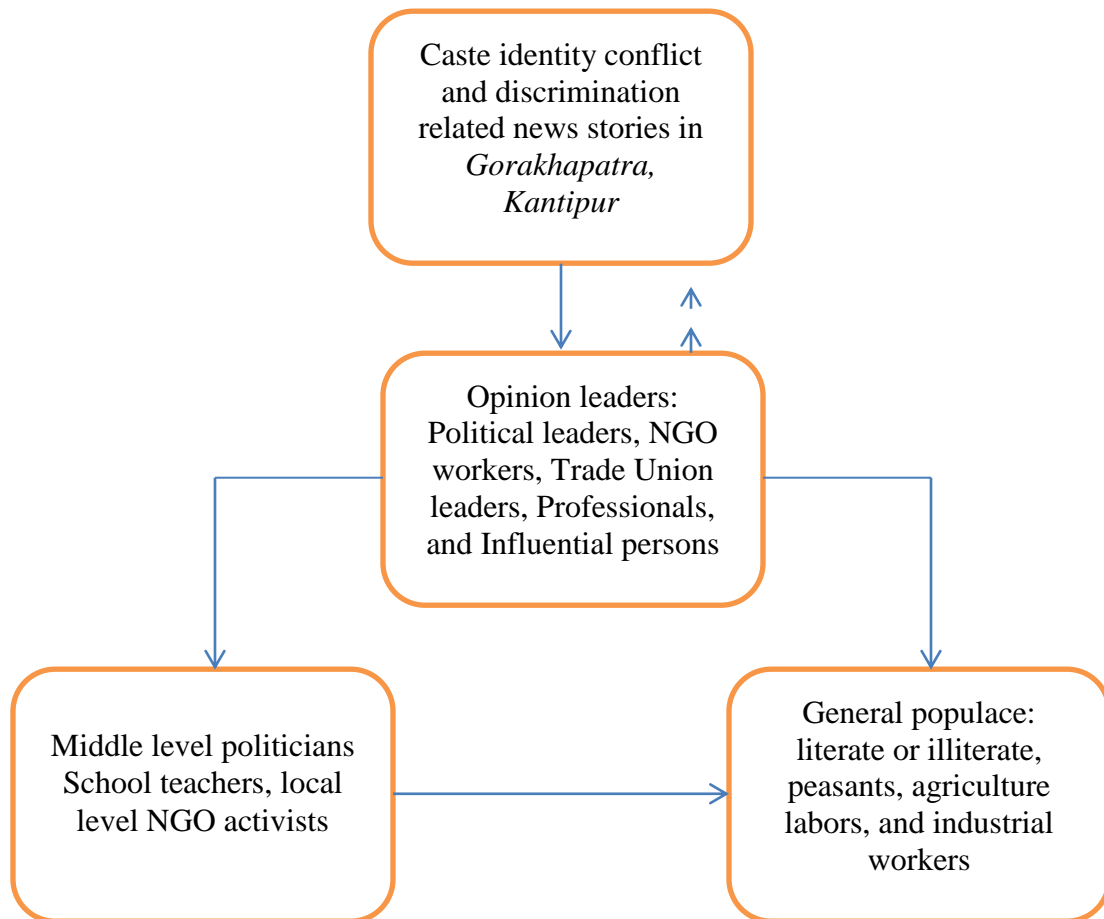 Caste identity conflict
and discrimination
related news stories in
Gorakhapatra,
Kantipur
Opinion leaders:
Political leaders, NGO
workers, Trade Union
leaders, Professionals,
and Influential persons
Middle level politicians
School teachers, local
level NGO activists
General populace:
literate or illiterate,
peasants, agriculture
labors, and industrial
workers